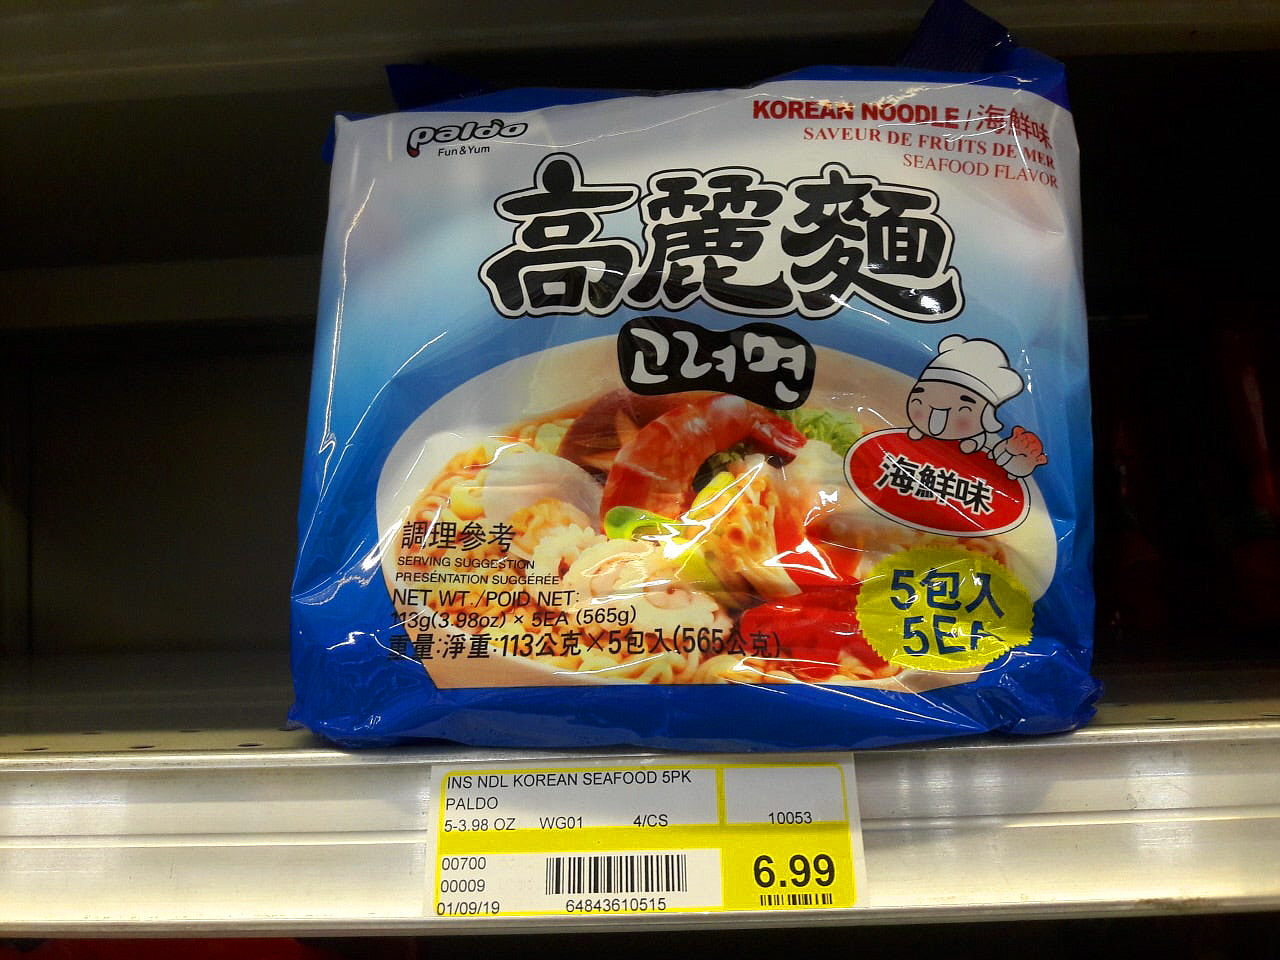 paldo
Fun & Yum
KOREAN NOODLE / 海鮮味
SAVEUR DE FRUITS DE MER
SEAFOOD FLAVOR
高麗麵
고려면
海鮮味
調理參考
SERVING SUGGESTION
PRESÉNTATION SUGGÉRÉE
NET WT./POID NET:
113g(3.98oz) × 5EA (565g)
重量:淨重:113公克×5包入(565公克)
5包入
5EA
INS NDL KOREAN SEAFOOD 5PK
PALDO
5-3.98 OZ WG01 4/CS 10053
00700
00009
01/09/19
64843610515
6.99